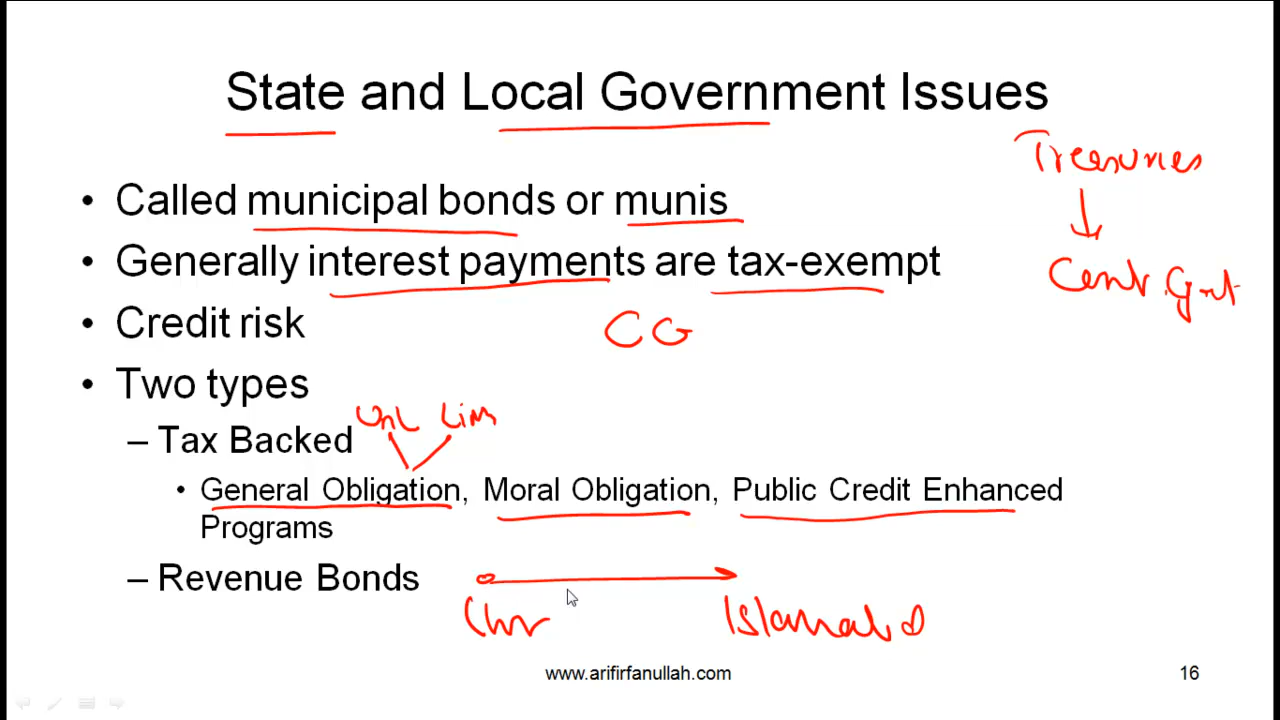 State and Local Government Issues
Treasuries
• Called municipal bonds or munis
• Generally interest payments are tax-exempt
Cent. Gvt
• Credit risk
CG
• Two types
Unl Lim
– Tax Backed
• General Obligation, Moral Obligation, Public Credit Enhanced
Programs
– Revenue Bonds
Islamabad
www.arifirfanullah.com
16